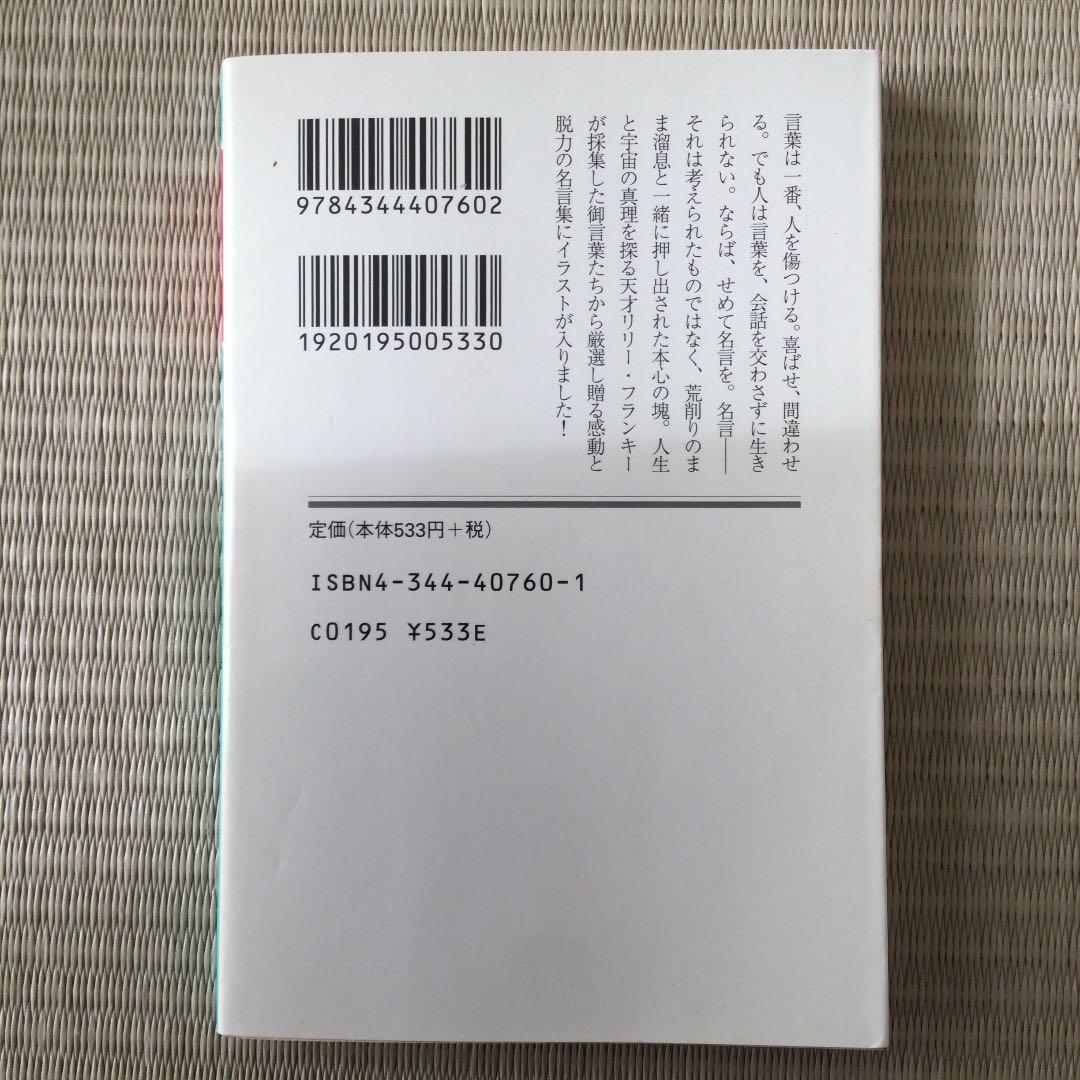 言葉は一番、人を傷つける。喜ばせ、間違わせ
る。でも人は言葉を、会話を交わさずに生き
られない。ならば、せめて名言を。名言――
それは考えられたものではなく、荒削りのま
ま溜息と一緒に押し出された本心の塊。人生
と宇宙の真理を探る天才リリー・フランキー
が採集した御言葉たちから厳選し贈る感動と
脱力の名言集にイラストが入りました！
9784344407602
1920195005330
定価(本体533円+税)
ISBN4-344-40760-1
C0195 ¥533E